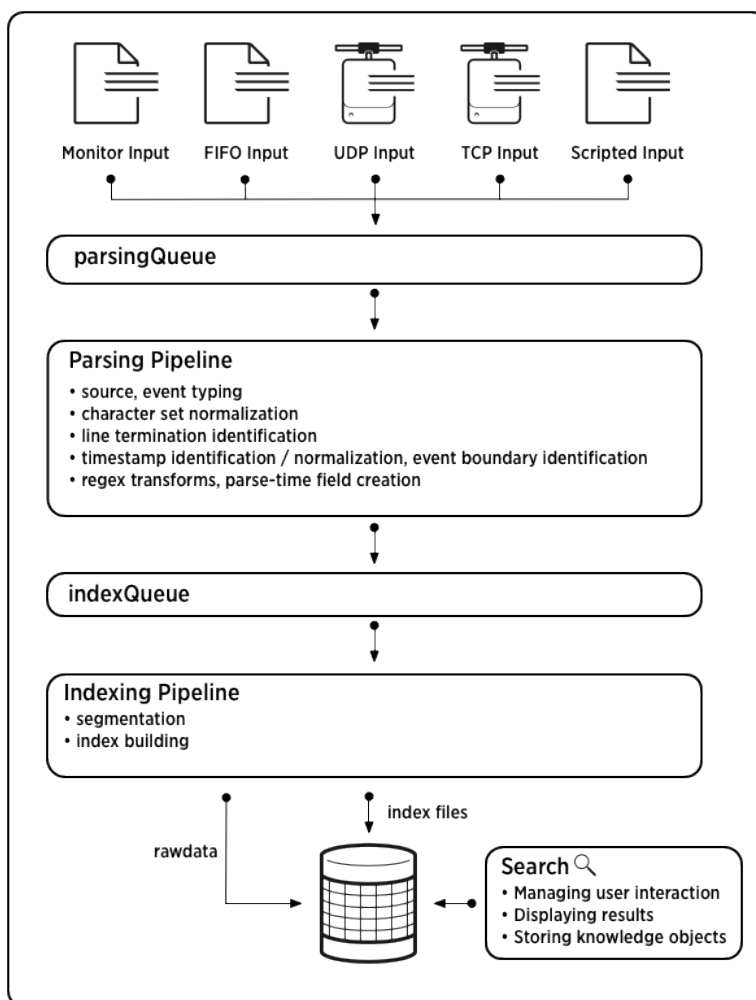 Monitor Input FIFO Input UDP Input TCP Input Scripted Input
parsingQueue
Parsing Pipeline
• source, event typing
• character set normalization
• line termination identification
• timestamp identification / normalization, event boundary identification
• regex transforms, parse-time field creation
indexQueue
Indexing Pipeline
• segmentation
• index building
index files
rawdata
Search
• Managing user interaction
• Displaying results
• Storing knowledge objects